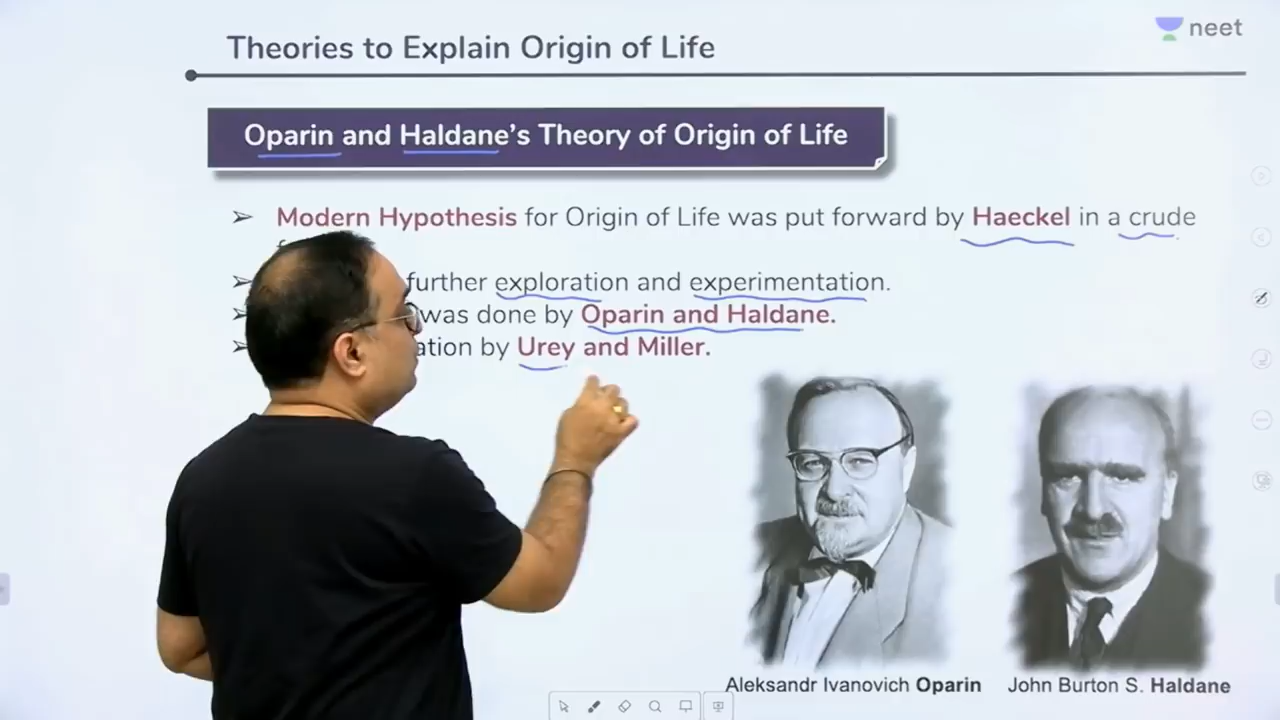 Theories to Explain Origin of Life
neet
Oparin and Haldane's Theory of Origin of Life
➢ Modern Hypothesis for Origin of Life was put forward by Haeckel in a crude
➢ further exploration and experimentation.
➢ was done by Oparin and Haldane.
➢ ation by Urey and Miller.
Aleksandr Ivanovich Oparin
John Burton S. Haldane